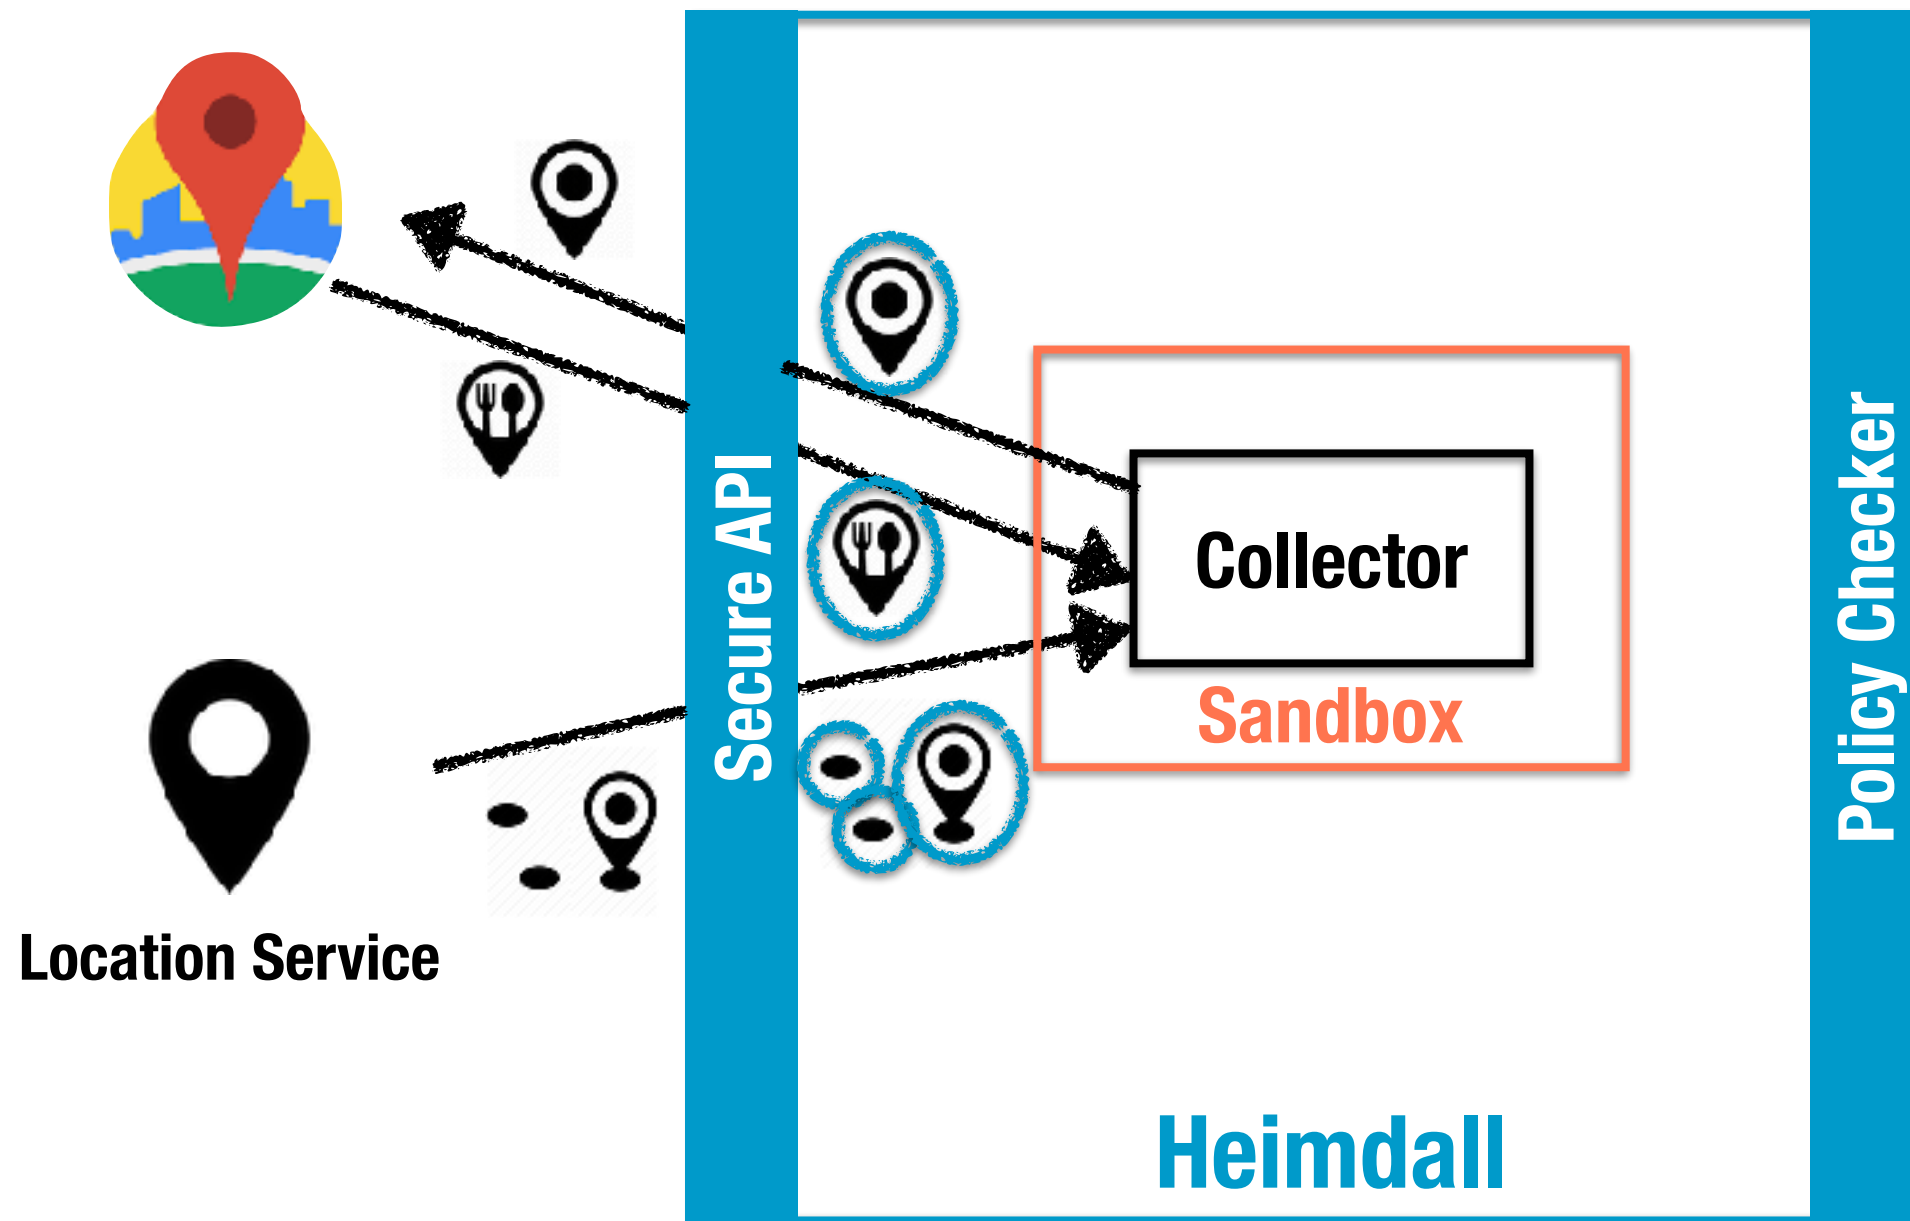 Secure API
Collector
Sandbox
Policy Checker
Location Service
Heimdall